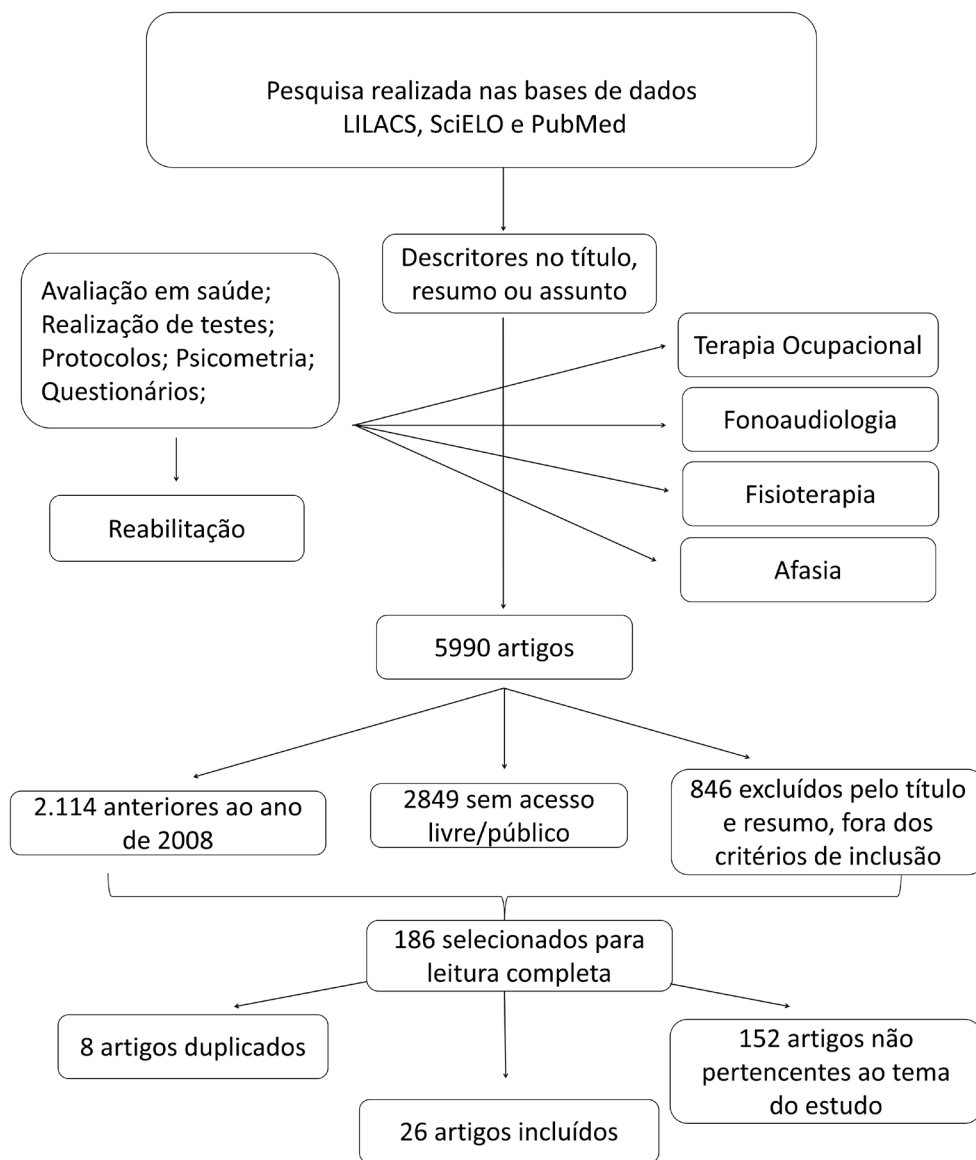 Pesquisa realizada nas bases de dados
LILACS, SciELO e PubMed
Descritores no título,
resumo ou assunto
Avaliação em saúde;
Realização de testes;
Protocolos; Psicometria;
Questionários;
Reabilitação
Terapia Ocupacional
Fonoaudiologia
Fisioterapia
Afasia
5990 artigos
2.114 anteriores ao ano
de 2008
2849 sem acesso
livre/público
846 excluídos pelo título
e resumo, fora dos
critérios de inclusão
186 selecionados para
leitura completa
8 artigos duplicados
26 artigos incluídos
152 artigos não
pertencentes ao tema
do estudo